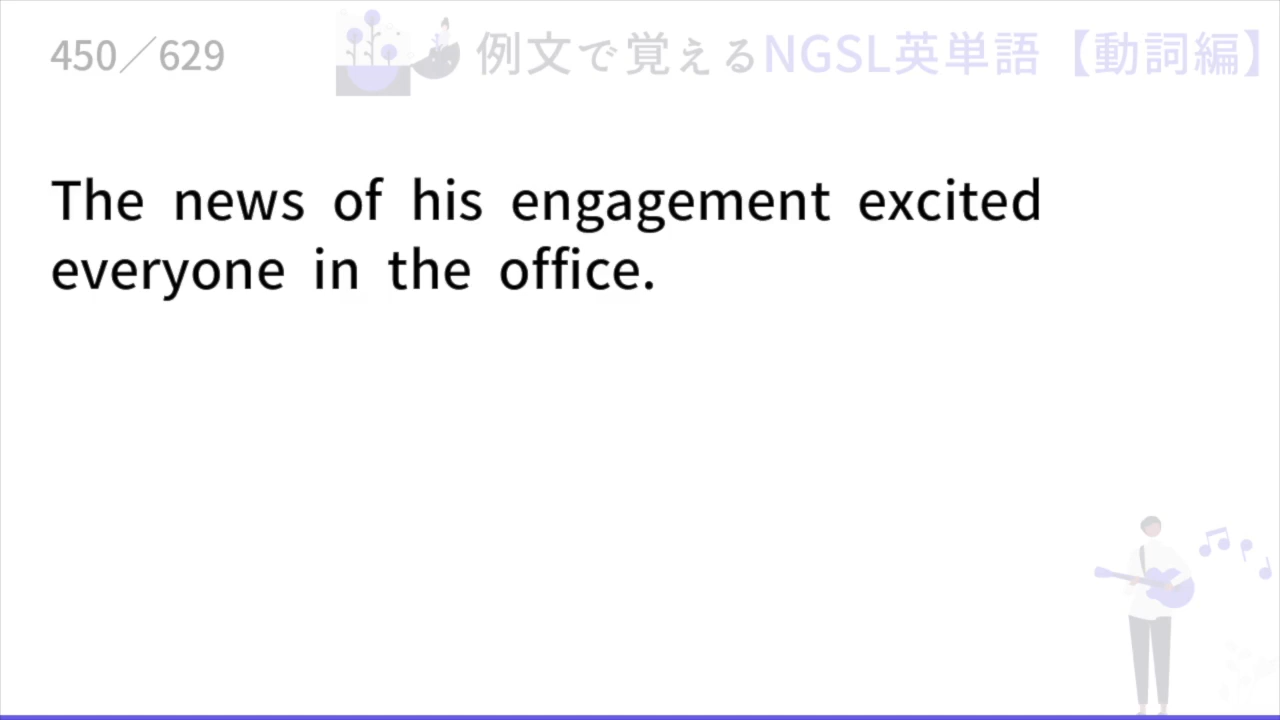 450／629
例文で覚えるNGSL英単語【動詞編】
The news of his engagement excited
everyone in the office.